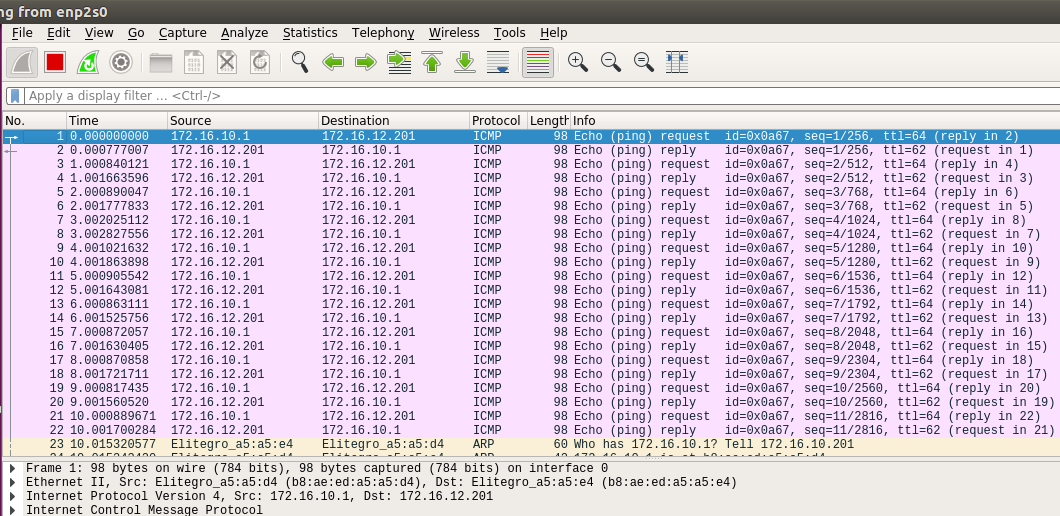 ng from enp2s0
File Edit View Go Capture Analyze Statistics Telephony Wireless Tools Help
Apply a display filter ... <Ctrl-/>
No. Time Source Destination Protocol Length Info
1 0.000000000 172.16.10.1 172.16.12.201 ICMP 98 Echo (ping) request id=0x0a67, seq=1/256, ttl=64 (reply in 2)
2 0.000777007 172.16.12.201 172.16.10.1 ICMP 98 Echo (ping) reply id=0x0a67, seq=1/256, ttl=62 (request in 1)
3 1.000840121 172.16.10.1 172.16.12.201 ICMP 98 Echo (ping) request id=0x0a67, seq=2/512, ttl=64 (reply in 4)
4 1.001663596 172.16.12.201 172.16.10.1 ICMP 98 Echo (ping) reply id=0x0a67, seq=2/512, ttl=62 (request in 3)
5 2.000890047 172.16.10.1 172.16.12.201 ICMP 98 Echo (ping) request id=0x0a67, seq=3/768, ttl=64 (reply in 6)
6 2.001777833 172.16.12.201 172.16.10.1 ICMP 98 Echo (ping) reply id=0x0a67, seq=3/768, ttl=62 (request in 5)
7 3.002025112 172.16.10.1 172.16.12.201 ICMP 98 Echo (ping) request id=0x0a67, seq=4/1024, ttl=64 (reply in 8)
8 3.002827556 172.16.12.201 172.16.10.1 ICMP 98 Echo (ping) reply id=0x0a67, seq=4/1024, ttl=62 (request in 7)
9 4.001021632 172.16.10.1 172.16.12.201 ICMP 98 Echo (ping) request id=0x0a67, seq=5/1280, ttl=64 (reply in 10)
10 4.001863898 172.16.12.201 172.16.10.1 ICMP 98 Echo (ping) reply id=0x0a67, seq=5/1280, ttl=62 (request in 9)
11 5.000905542 172.16.10.1 172.16.12.201 ICMP 98 Echo (ping) request id=0x0a67, seq=6/1536, ttl=64 (reply in 12)
12 5.001643081 172.16.12.201 172.16.10.1 ICMP 98 Echo (ping) reply id=0x0a67, seq=6/1536, ttl=62 (request in 11)
13 6.000863111 172.16.10.1 172.16.12.201 ICMP 98 Echo (ping) request id=0x0a67, seq=7/1792, ttl=64 (reply in 14)
14 6.001525756 172.16.12.201 172.16.10.1 ICMP 98 Echo (ping) reply id=0x0a67, seq=7/1792, ttl=62 (request in 13)
15 7.000872057 172.16.10.1 172.16.12.201 ICMP 98 Echo (ping) request id=0x0a67, seq=8/2048, ttl=64 (reply in 16)
16 7.001630405 172.16.12.201 172.16.10.1 ICMP 98 Echo (ping) reply id=0x0a67, seq=8/2048, ttl=62 (request in 15)
17 8.000870858 172.16.10.1 172.16.12.201 ICMP 98 Echo (ping) request id=0x0a67, seq=9/2304, ttl=64 (reply in 18)
18 8.001721711 172.16.12.201 172.16.10.1 ICMP 98 Echo (ping) reply id=0x0a67, seq=9/2304, ttl=62 (request in 17)
19 9.000817435 172.16.10.1 172.16.12.201 ICMP 98 Echo (ping) request id=0x0a67, seq=10/2560, ttl=64 (reply in 20)
20 9.001560520 172.16.12.201 172.16.10.1 ICMP 98 Echo (ping) reply id=0x0a67, seq=10/2560, ttl=62 (request in 19)
21 10.000889671 172.16.10.1 172.16.12.201 ICMP 98 Echo (ping) request id=0x0a67, seq=11/2816, ttl=64 (reply in 22)
22 10.001700284 172.16.12.201 172.16.10.1 ICMP 98 Echo (ping) reply id=0x0a67, seq=11/2816, ttl=62 (request in 21)
23 10.015320577 Elitegro_a5:a5:e4 Elitegro_a5:a5:d4 ARP 60 Who has 172.16.10.1? Tell 172.16.10.201
Frame 1: 98 bytes on wire (784 bits), 98 bytes captured (784 bits) on interface 0
Ethernet II, Src: Elitegro_a5:a5:d4 (b8:ae:ed:a5:a5:d4), Dst: Elitegro_a5:a5:e4 (b8:ae:ed:a5:a5:e4)
Internet Protocol Version 4, Src: 172.16.10.1, Dst: 172.16.12.201
Internet Control Message Protocol